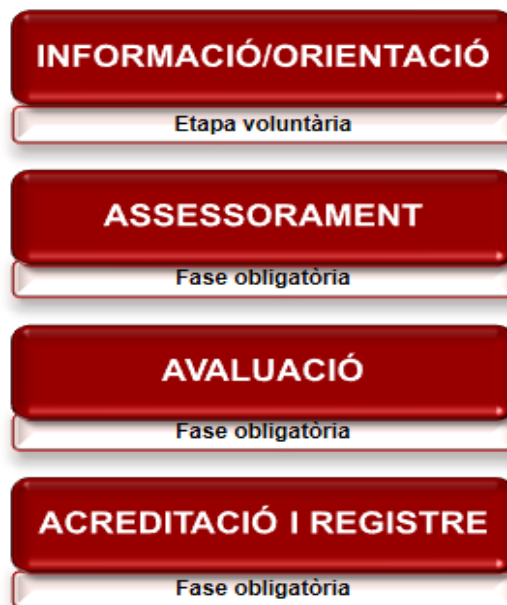 INFORMACIÓ/ORIENTACIÓ
Etapa voluntària
ASSESSORAMENT
Fase obligatòria
AVALUACIÓ
Fase obligatòria
ACREDITACIÓ I REGISTRE
Fase obligatòria